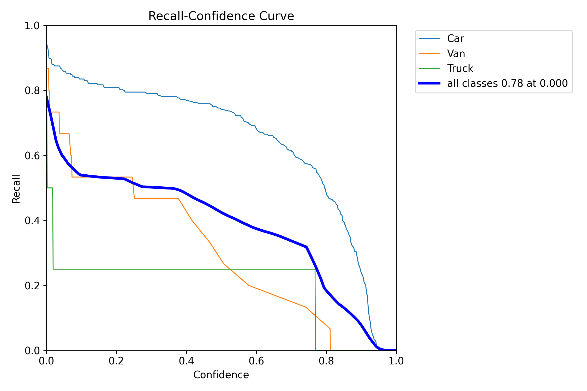 Recall-Confidence Curve
Car
Van
Truck
all classes 0.78 at 0.000
1.0
0.8
0.6
0.4
0.2
0.0
Recall
0.0 0.2 0.4 0.6 0.8 1.0
Confidence